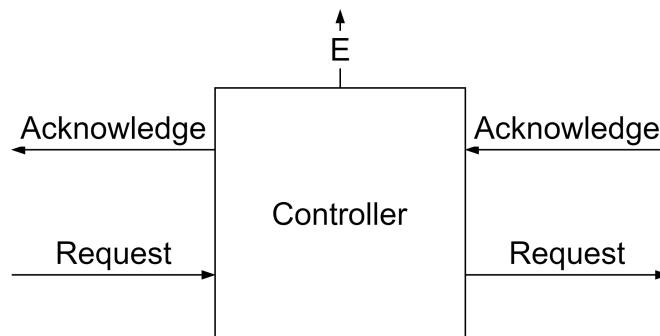 E
Acknowledge Acknowledge
Controller
Request Request